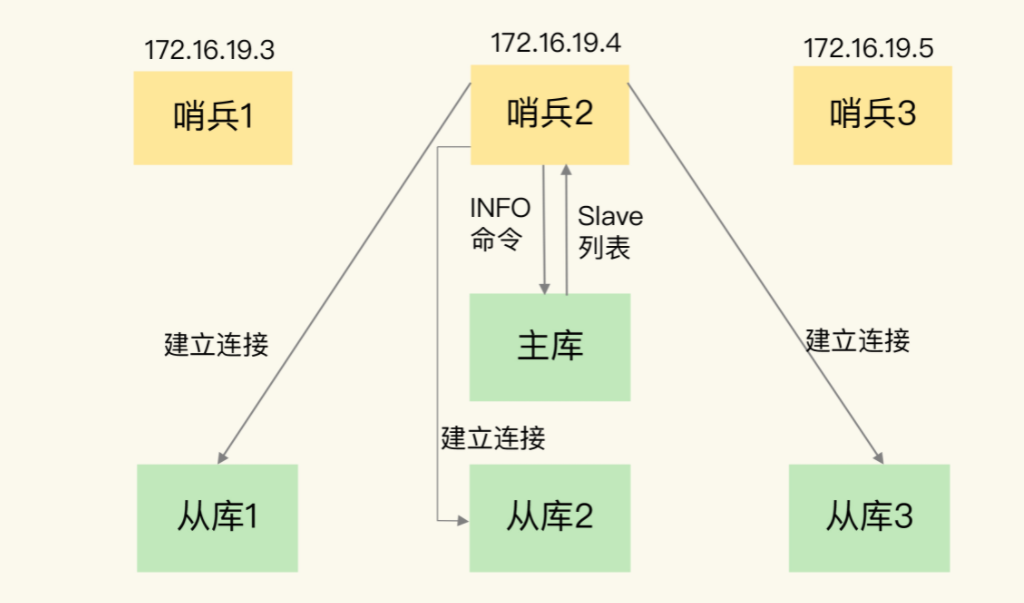 172.16.19.3
172.16.19.4
172.16.19.5
哨兵1
哨兵2
哨兵3
INFO
命令
Slave
列表
建立连接
主库
建立连接
建立连接
从库1
从库2
从库3